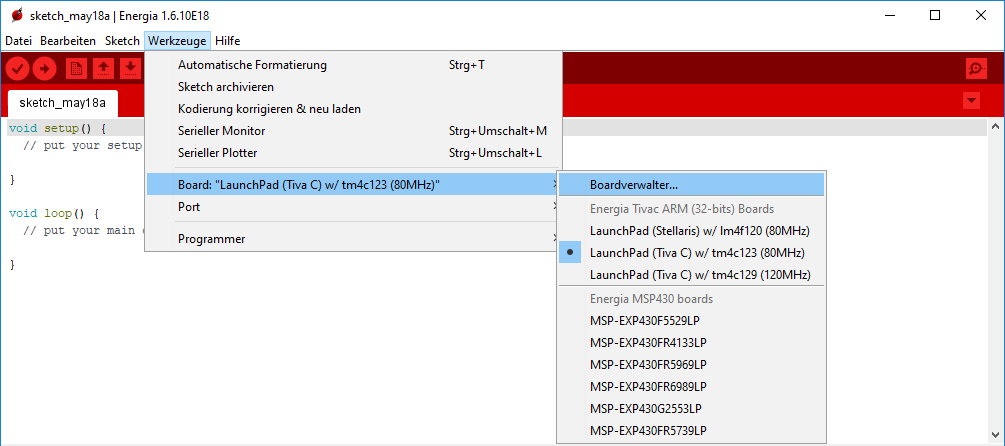 sketch_may18a | Energia 1.6.10E18
Datei Bearbeiten Sketch Werkzeuge Hilfe
sketch_may18a
void setup() {
// put your setup
}
void loop() {
// put your main
}
Automatische Formatierung Strg+T
Sketch archivieren
Kodierung korrigieren & neu laden
Serieller Monitor Strg+Umschalt+M
Serieller Plotter Strg+Umschalt+L
Board: "LaunchPad (Tiva C) w/ tm4c123 (80MHz)"
Port
Programmer
Boardverwalter...
Energia Tivac ARM (32-bits) Boards
LaunchPad (Stellaris) w/ lm4f120 (80MHz)
LaunchPad (Tiva C) w/ tm4c123 (80MHz)
LaunchPad (Tiva C) w/ tm4c129 (120MHz)
Energia MSP430 boards
MSP-EXP430F5529LP
MSP-EXP430FR4133LP
MSP-EXP430FR5969LP
MSP-EXP430FR6989LP
MSP-EXP430G2553LP
MSP-EXP430FR5739LP